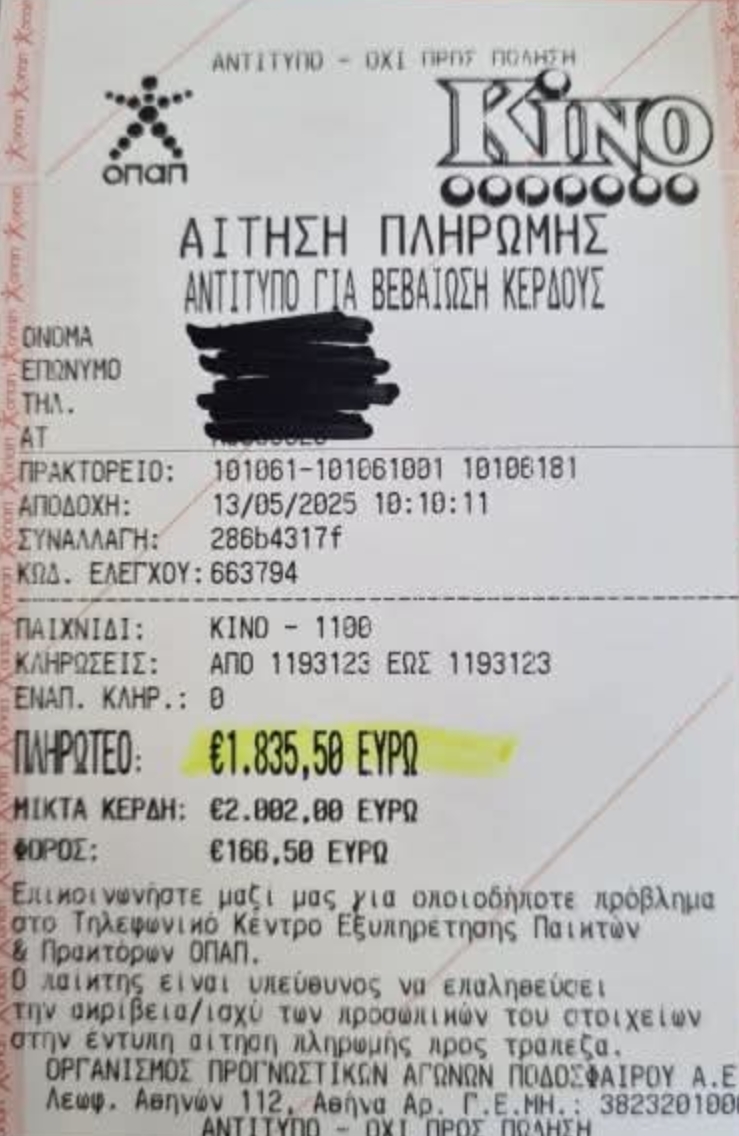 ΑΝΤΙΤΥΠΟ - ΟΧΙ ΠΡΟΣ ΠΩΛΗΣΗ
οπαπ
ΚΙΝΟ
ΑΙΤΗΣΗ ΠΛΗΡΩΜΗΣ
ΑΝΤΙΤΥΠΟ ΓΙΑ ΒΕΒΑΙΩΣΗ ΚΕΡΔΟΥΣ
ΟΝΟΜΑ
ΕΠΩΝΥΜΟ
ΤΗΛ.
ΑΤ
ΠΡΑΚΤΟΡΕΙΟ: 101061-101061001 10106181
ΑΠΟΔΟΧΗ: 13/05/2025 10:10:11
ΣΥΝΑΛΛΑΓΗ: 286b4317f
ΚΩΔ. ΕΛΕΓΧΟΥ: 663794
ΠΑΙΧΝΙΔΙ: ΚΙΝΟ - 1100
ΚΛΗΡΩΣΕΙΣ: ΑΠΟ 1193123 ΕΩΣ 1193123
ΕΝΑΠ. ΚΛΗΡ.: 0
ΠΛΗΡΩΤΕΟ: €1.835,50 ΕΥΡΩ
ΜΙΚΤΑ ΚΕΡΔΗ: €2.002,00 ΕΥΡΩ
ΦΟΡΟΣ: €166,50 ΕΥΡΩ
Επικοινωνήστε μαζί μας για οποιοδήποτε πρόβλημα
στο Τηλεφωνικό Κέντρο Εξυπηρέτησης Παικτών
& Πρακτόρων ΟΠΑΠ.
Ο παίκτης είναι υπεύθυνος να επαληθεύσει
την ακρίβεια/ισχύ των προσωπικών του στοιχείων
στην έντυπη αίτηση πληρωμής προς τράπεζα.
ΟΡΓΑΝΙΣΜΟΣ ΠΡΟΓΝΩΣΤΙΚΩΝ ΑΓΩΝΩΝ ΠΟΔΟΣΦΑΙΡΟΥ Α.Ε
Λεωφ. Αθηνών 112, Αθήνα Αρ. Γ.Ε.ΜΗ.: 3823201000
ΑΝΤΙΤΥΠΟ - ΟΧΙ ΠΡΟΣ ΠΩΛΗΣΗ